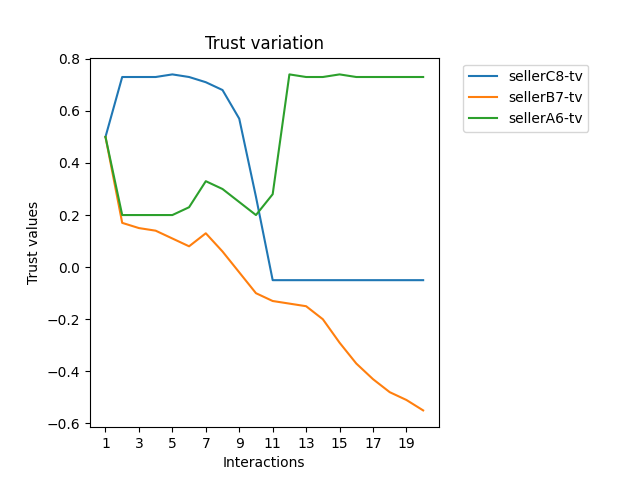 Trust variation
sellerC8-tv
sellerB7-tv
sellerA6-tv
Trust values
0.8
0.6
0.4
0.2
0.0
−0.2
−0.4
−0.6
1 3 5 7 9 11 13 15 17 19
Interactions